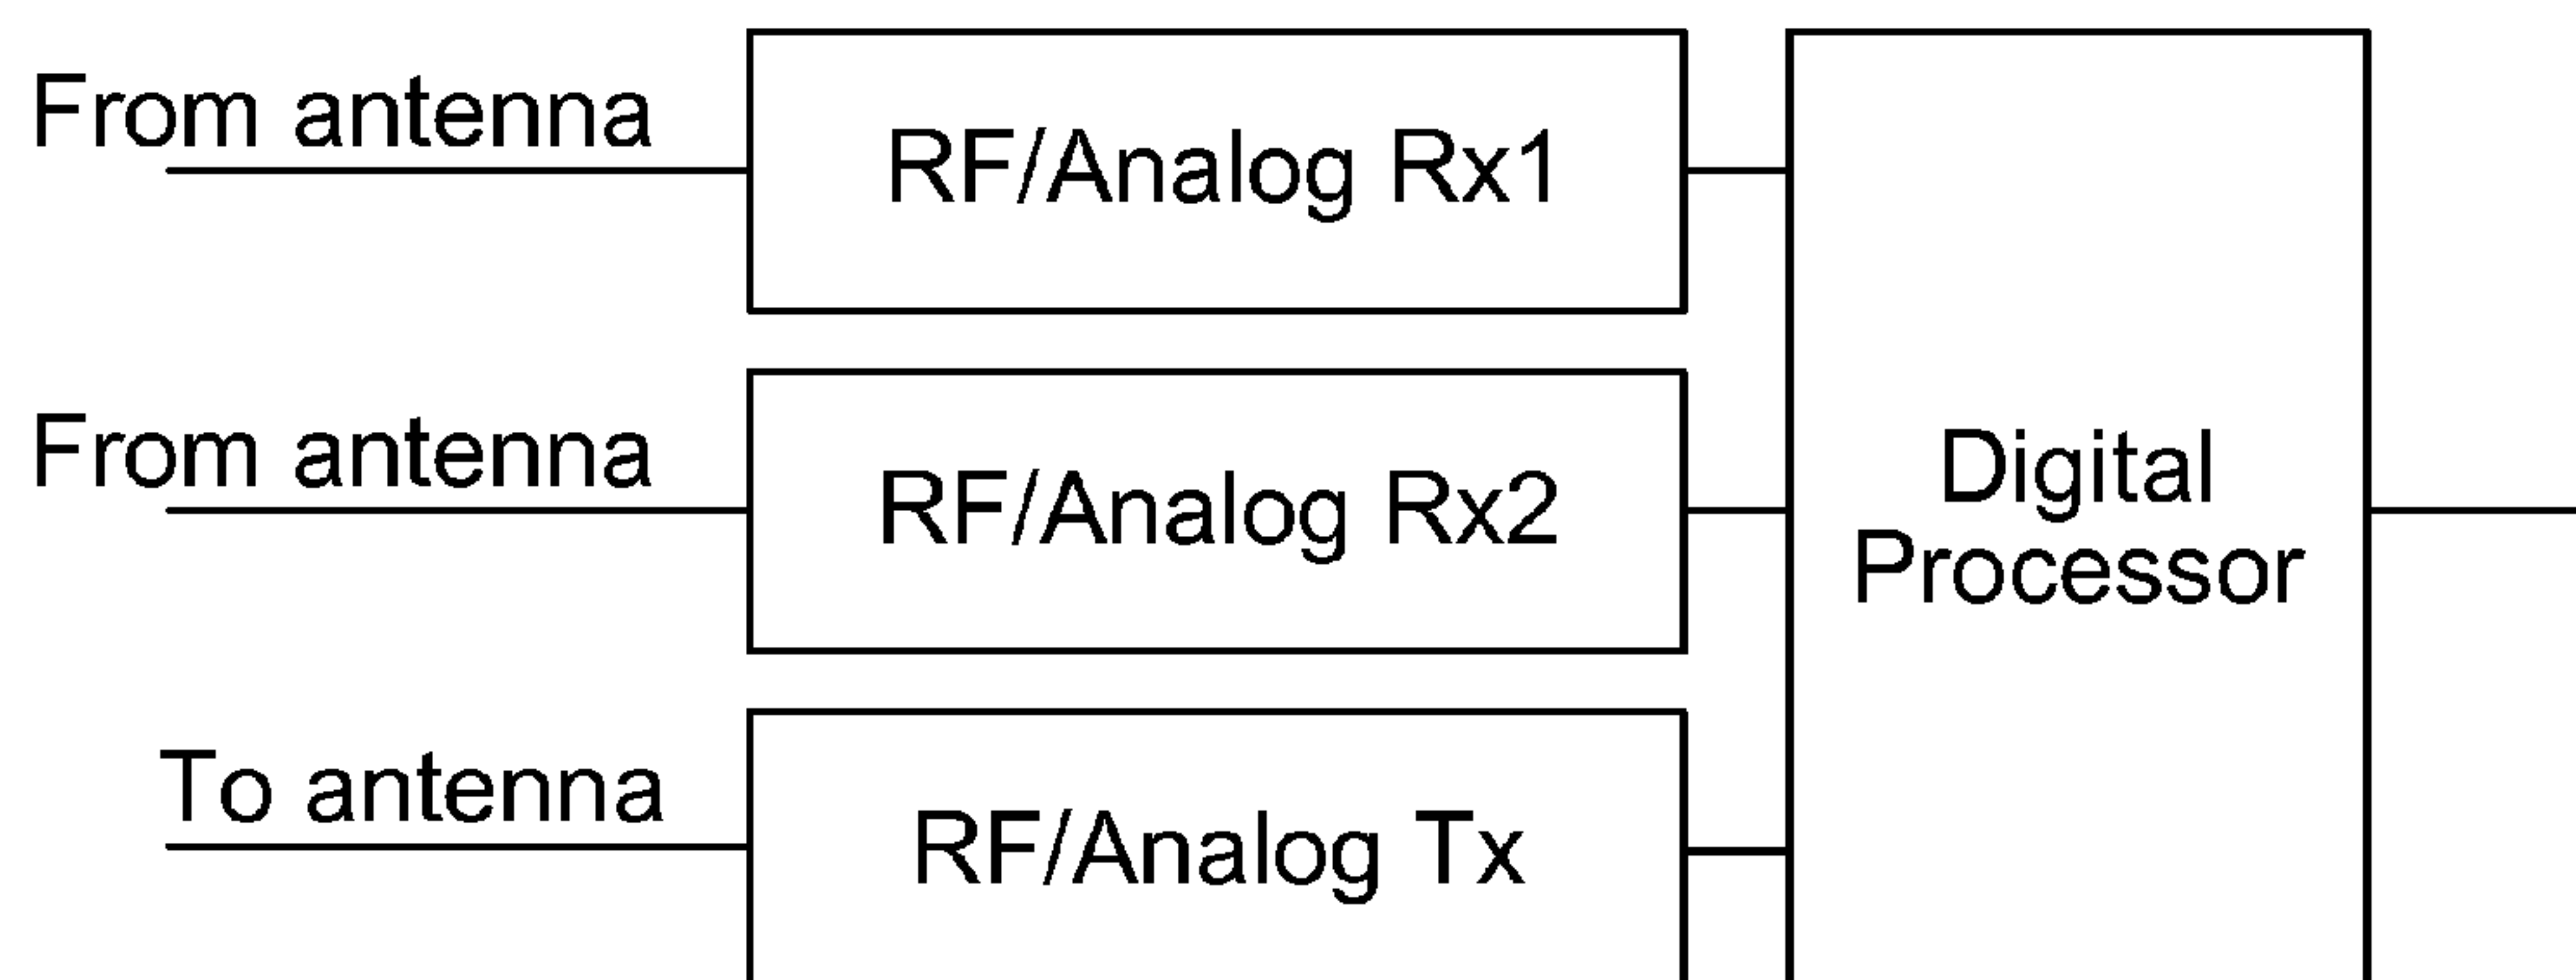 From antenna
RF/Analog Rx1
From antenna
RF/Analog Rx2
Digital
Processor
To antenna
RF/Analog Tx